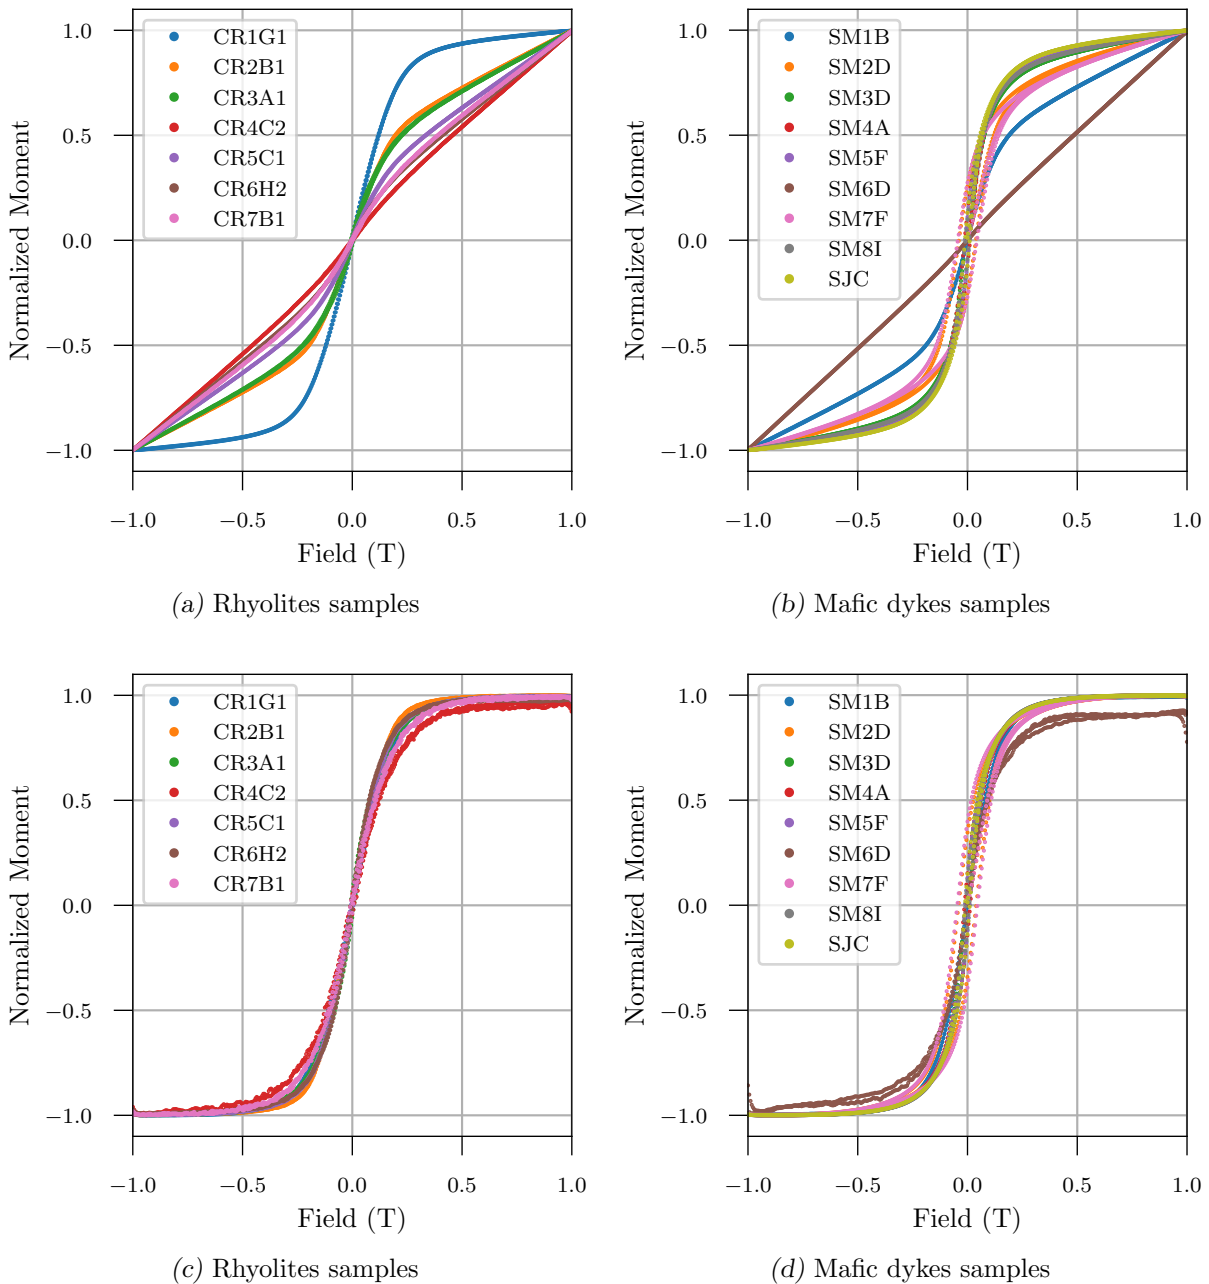 1.0
0.5
0.0
−0.5
−1.0
Normalized Moment
CR1G1
CR2B1
CR3A1
CR4C2
CR5C1
CR6H2
CR7B1
−1.0 −0.5 0.0 0.5 1.0
Field (T)
(a) Rhyolites samples
1.0
0.5
0.0
−0.5
−1.0
Normalized Moment
SM1B
SM2D
SM3D
SM4A
SM5F
SM6D
SM7F
SM8I
SJC
−1.0 −0.5 0.0 0.5 1.0
Field (T)
(b) Mafic dykes samples
1.0
0.5
0.0
−0.5
−1.0
Normalized Moment
CR1G1
CR2B1
CR3A1
CR4C2
CR5C1
CR6H2
CR7B1
−1.0 −0.5 0.0 0.5 1.0
Field (T)
(c) Rhyolites samples
1.0
0.5
0.0
−0.5
−1.0
Normalized Moment
SM1B
SM2D
SM3D
SM4A
SM5F
SM6D
SM7F
SM8I
SJC
−1.0 −0.5 0.0 0.5 1.0
Field (T)
(d) Mafic dykes samples